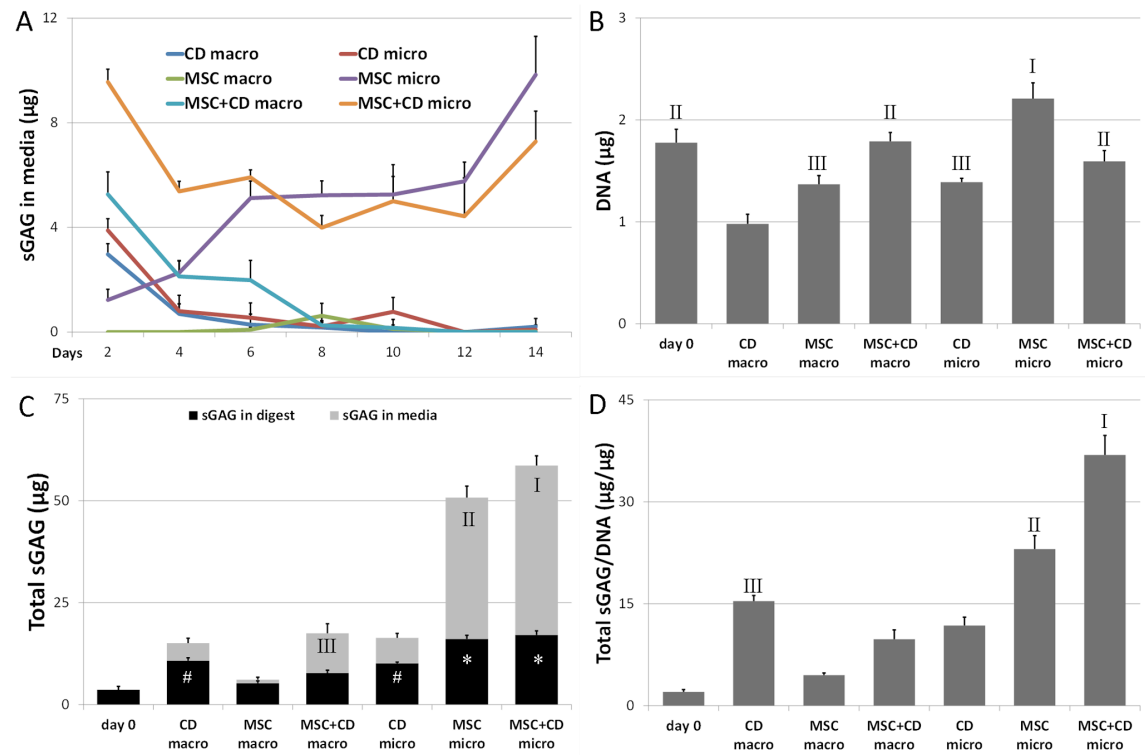 A
12
8
4
0
sGAG in media (µg)
CD macro
CD micro
MSC macro
MSC micro
MSC+CD macro
MSC+CD micro
Days 2 4 6 8 10 12 14
B
3
2
1
0
DNA (µg)
II
III
II
III
I
II
day 0
CD macro
MSC macro
MSC+CD macro
CD micro
MSC micro
MSC+CD micro
C
75
50
25
0
Total sGAG (µg)
sGAG in digest
sGAG in media
#
III
#
II
*
I
*
day 0
CD macro
MSC macro
MSC+CD macro
CD micro
MSC micro
MSC+CD micro
D
45
30
15
0
Total sGAG/DNA (µg/µg)
III
II
I
day 0
CD macro
MSC macro
MSC+CD macro
CD micro
MSC micro
MSC+CD micro